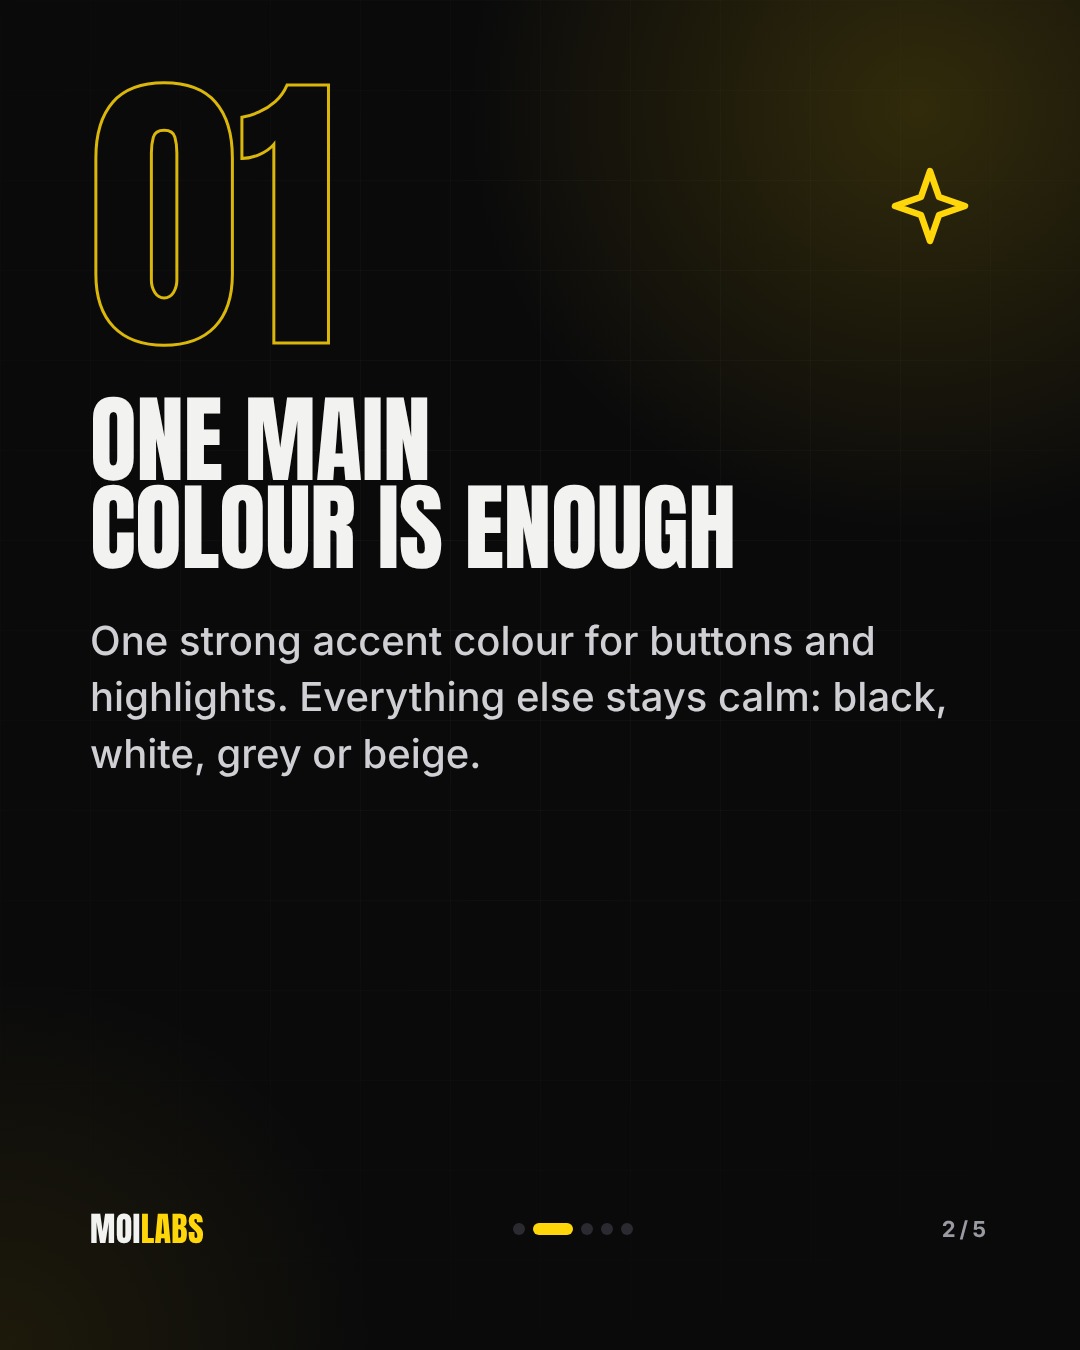 01
ONE MAIN
COLOUR IS ENOUGH
One strong accent colour for buttons and
highlights. Everything else stays calm: black,
white, grey or beige.
MOILABS
2/5